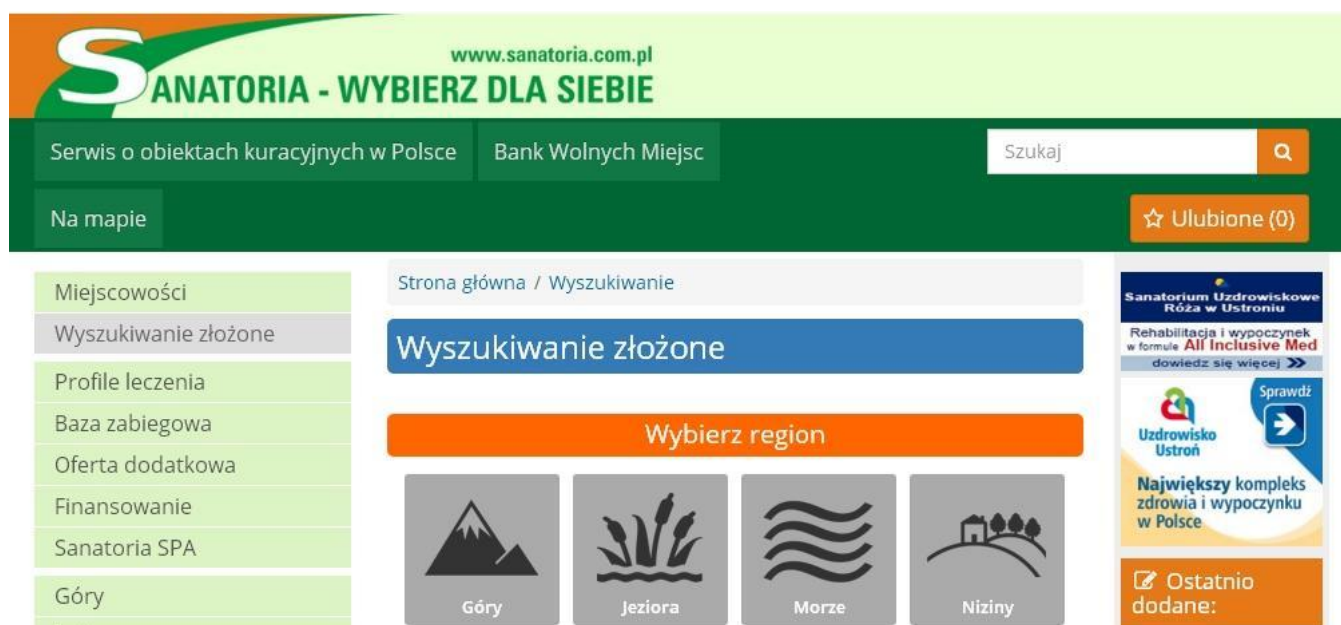 www.sanatoria.com.pl
SANATORIA - WYBIERZ DLA SIEBIE
Serwis o obiektach kuracyjnych w Polsce
Bank Wolnych Miejsc
Szukaj
Na mapie
Ulubione (0)
Miejscowości
Wyszukiwanie złożone
Profile leczenia
Baza zabiegowa
Oferta dodatkowa
Finansowanie
Sanatoria SPA
Góry
Strona główna / Wyszukiwanie
Wyszukiwanie złożone
Wybierz region
Góry
Jeziora
Morze
Niziny
Sanatorium Uzdrowiskowe
Róża w Ustroniu
Rehabilitacja i wypoczynek
w formule All Inclusive Med
dowiedz się więcej
Sprawdź
Uzdrowisko
Ustroń
Największy kompleks
zdrowia i wypoczynku
w Polsce
Ostatnio
dodane: